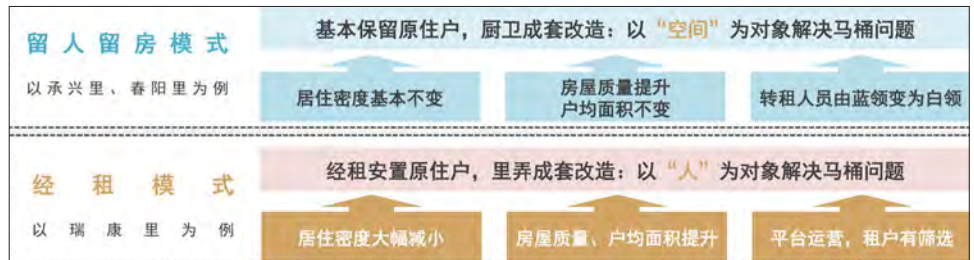 留人留房模式
以承兴里、春阳里为例
基本保留原住户，厨卫成套改造：以“空间”为对象解决马桶问题
居住密度基本不变
房屋质量提升
户均面积不变
转租人员由蓝领变为白领
经租模式
以瑞康里为例
经租安置原住户，里弄成套改造：以“人”为对象解决马桶问题
居住密度大幅减小
房屋质量、户均面积提升
平台运营，租户有筛选